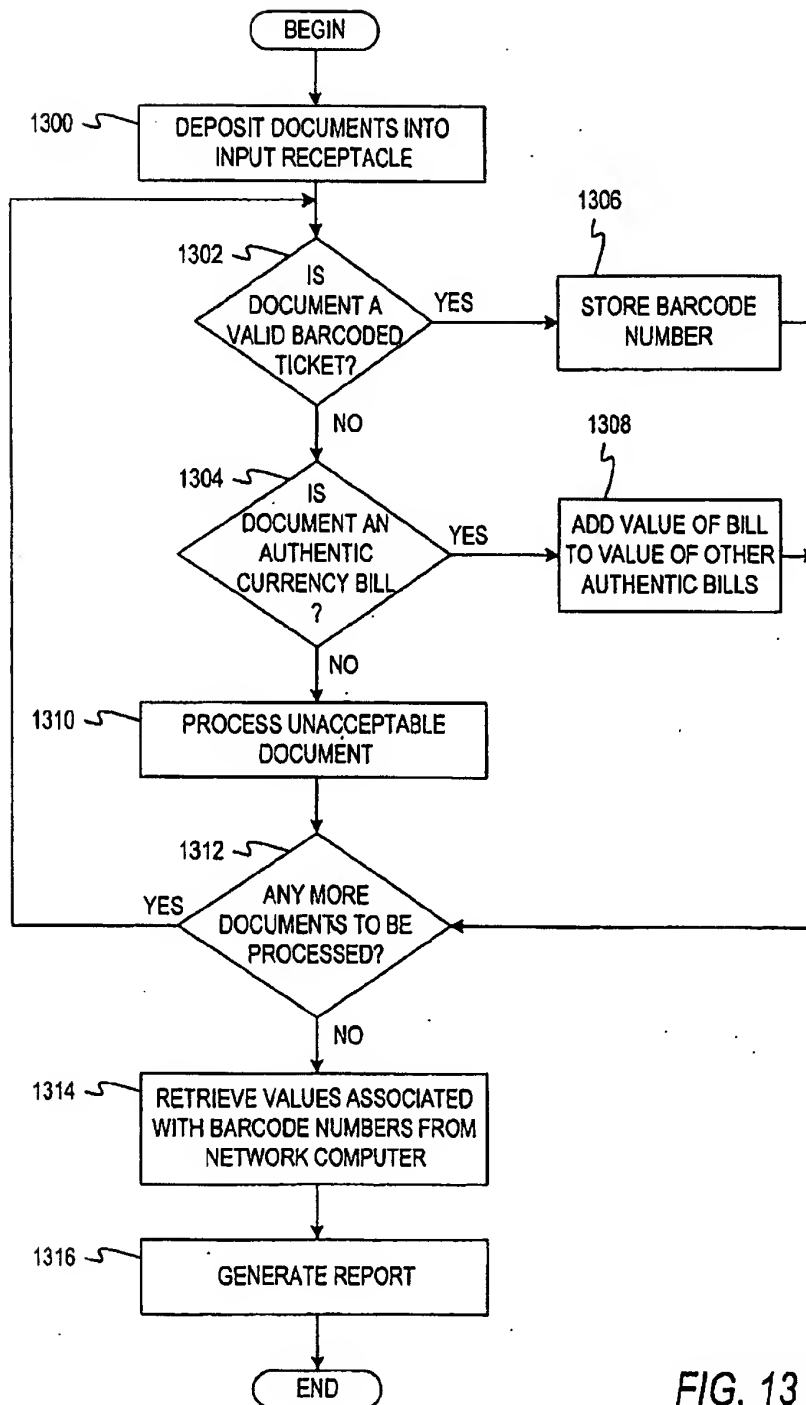 BEGIN
1300
DEPOSIT DOCUMENTS INTO
INPUT RECEPTACLE
1302
IS
DOCUMENT A
VALID BARCODED
TICKET?
YES
1306
STORE BARCODE
NUMBER
NO
1304
IS
DOCUMENT AN
AUTHENTIC
CURRENCY BILL
?
YES
1308
ADD VALUE OF BILL
TO VALUE OF OTHER
AUTHENTIC BILLS
NO
1310
PROCESS UNACCEPTABLE
DOCUMENT
1312
YES
ANY MORE
DOCUMENTS TO BE
PROCESSED?
NO
1314
RETRIEVE VALUES ASSOCIATED
WITH BARCODE NUMBERS FROM
NETWORK COMPUTER
1316
GENERATE REPORT
END
FIG. 13